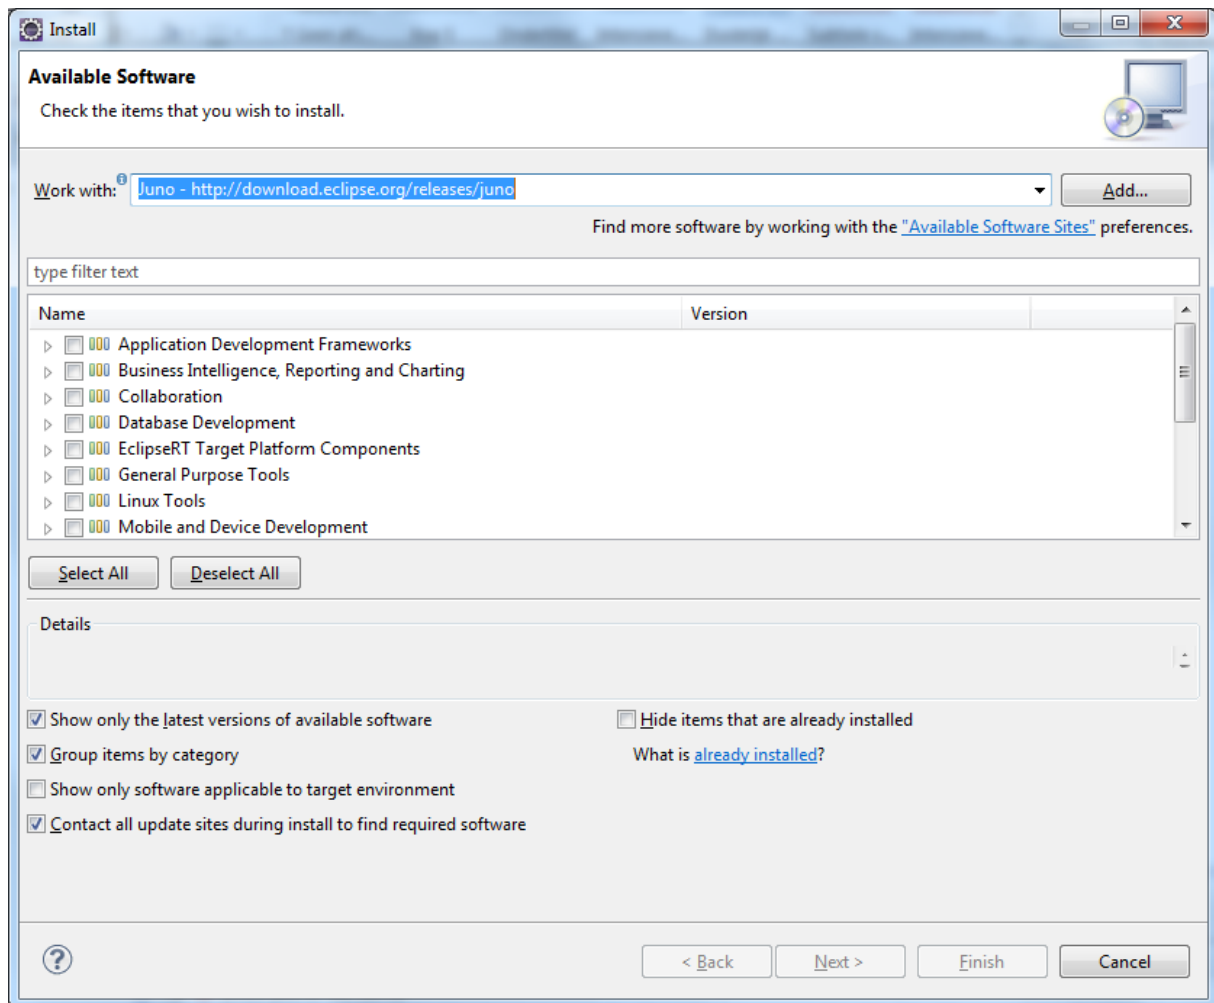 Install
Available Software
Check the items that you wish to install.
Work with: Juno - http://download.eclipse.org/releases/juno Add...
Find more software by working with the "Available Software Sites" preferences.
type filter text
Name Version
Application Development Frameworks
Business Intelligence, Reporting and Charting
Collaboration
Database Development
EclipseRT Target Platform Components
General Purpose Tools
Linux Tools
Mobile and Device Development
Select All Deselect All
Details
Show only the latest versions of available software Hide items that are already installed
Group items by category What is already installed?
Show only software applicable to target environment
Contact all update sites during install to find required software
? < Back Next > Finish Cancel